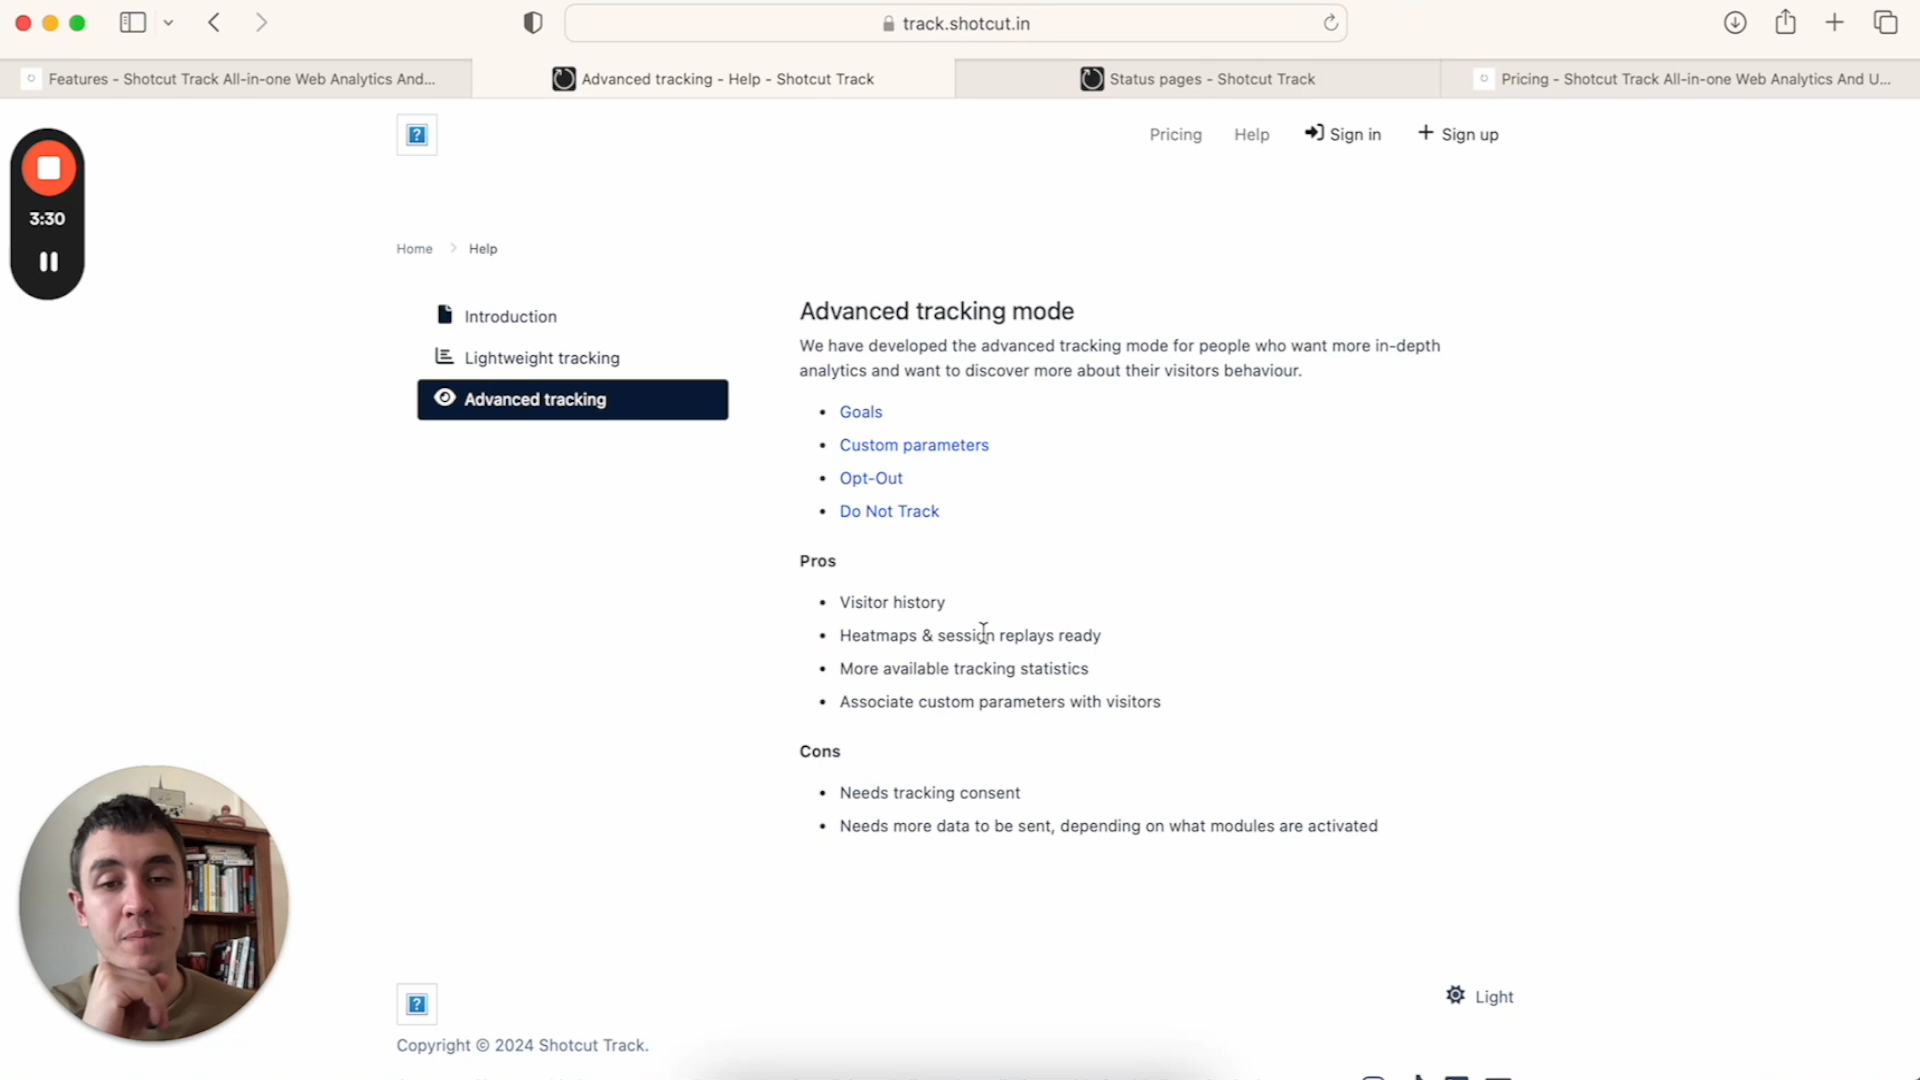 track.shotcut.in
Features - Shotcut Track All-in-one Web Analytics And...
Advanced tracking - Help - Shotcut Track
Status pages - Shotcut Track
Pricing - Shotcut Track All-in-one Web Analytics And U...
Pricing
Help
Sign in
Sign up
3:30
Home
Help
Introduction
Lightweight tracking
Advanced tracking
Advanced tracking mode
We have developed the advanced tracking mode for people who want more in-depth
analytics and want to discover more about their visitors behaviour.
• Goals
• Custom parameters
• Opt-Out
• Do Not Track
Pros
• Visitor history
• Heatmaps & session replays ready
• More available tracking statistics
• Associate custom parameters with visitors
Cons
• Needs tracking consent
• Needs more data to be sent, depending on what modules are activated
Light
Copyright © 2024 Shotcut Track.